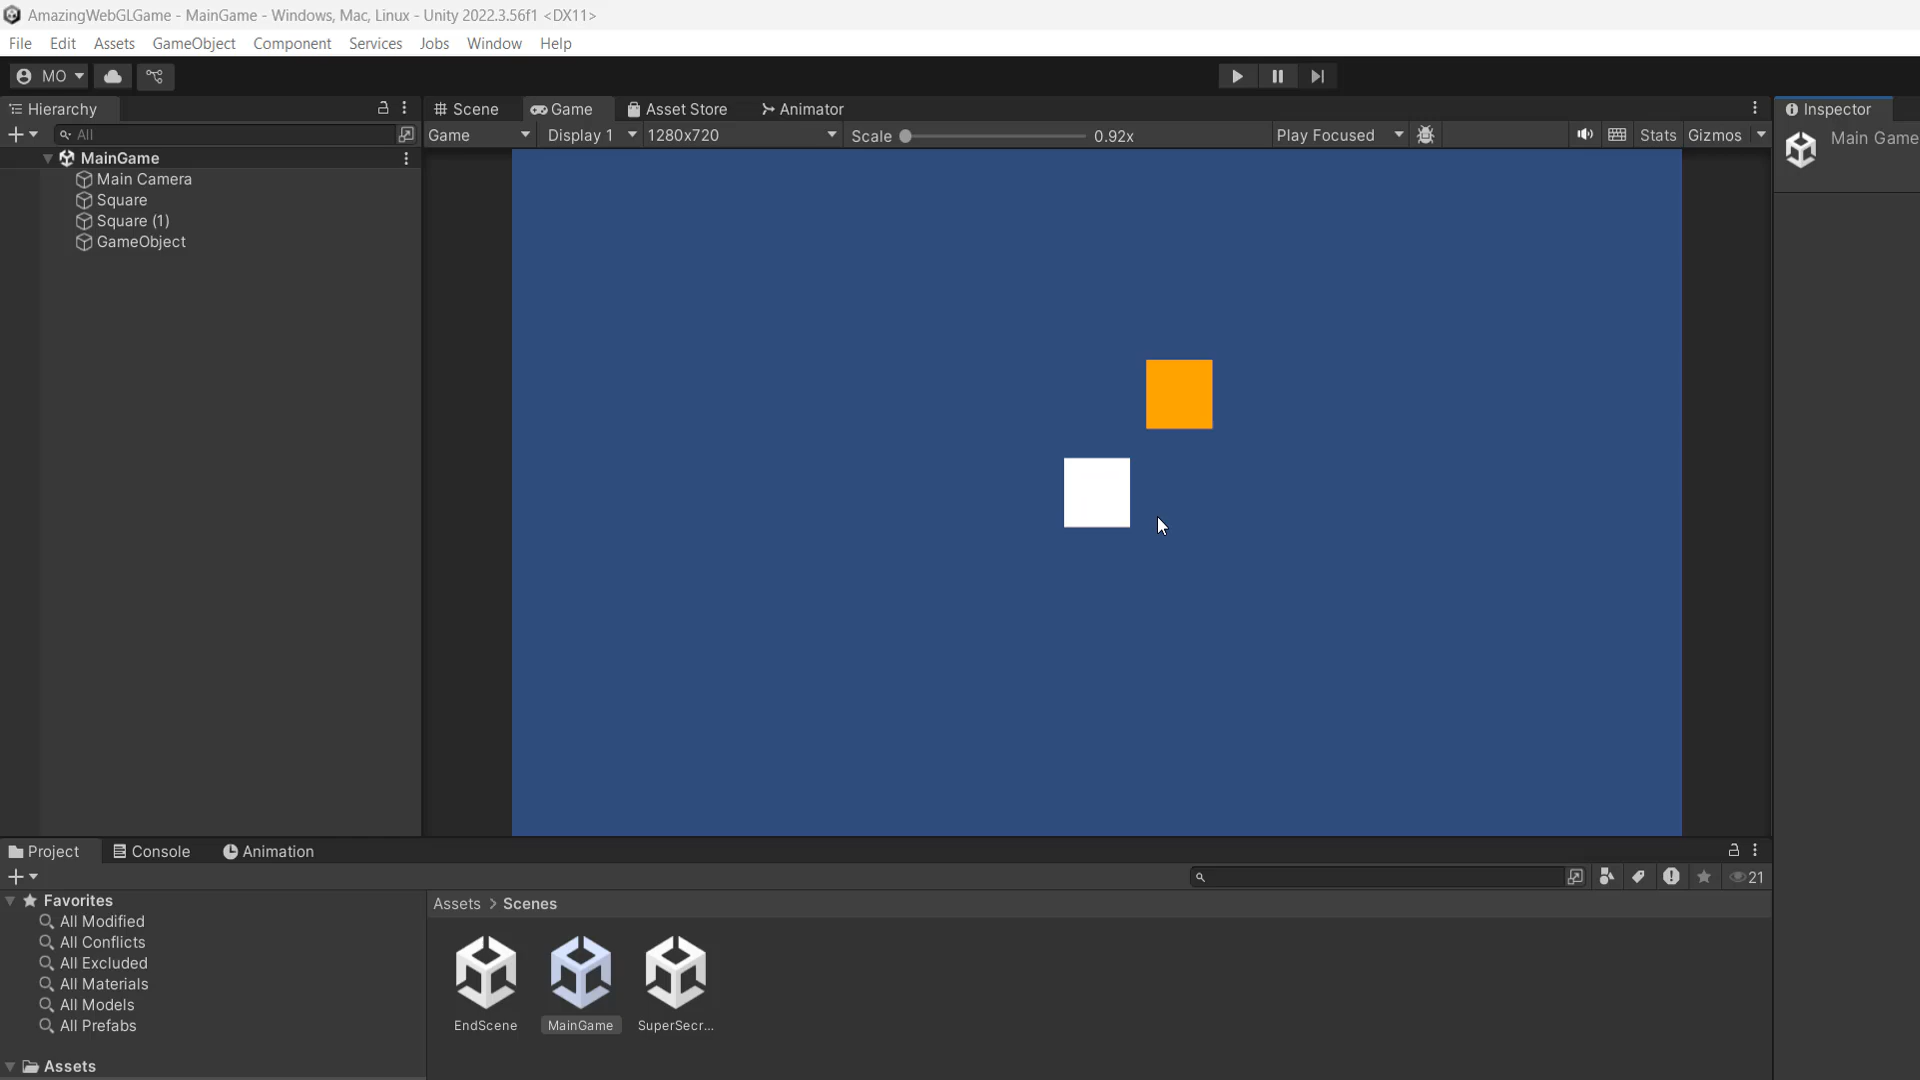 AmazingWebGLGame - MainGame - Windows, Mac, Linux - Unity 2022.3.56f1 <DX11>
File Edit Assets GameObject Component Services Jobs Window Help
MO
Hierarchy
All
MainGame
Main Camera
Square
Square (1)
GameObject
Scene Game Asset Store Animator
Game Display 1 1280x720 Scale 0.92x Play Focused Stats Gizmos
Inspector
Main Game
Project Console Animation
21
Favorites
All Modified
All Conflicts
All Excluded
All Materials
All Models
All Prefabs
Assets
Assets > Scenes
EndScene MainGame SuperSecr...